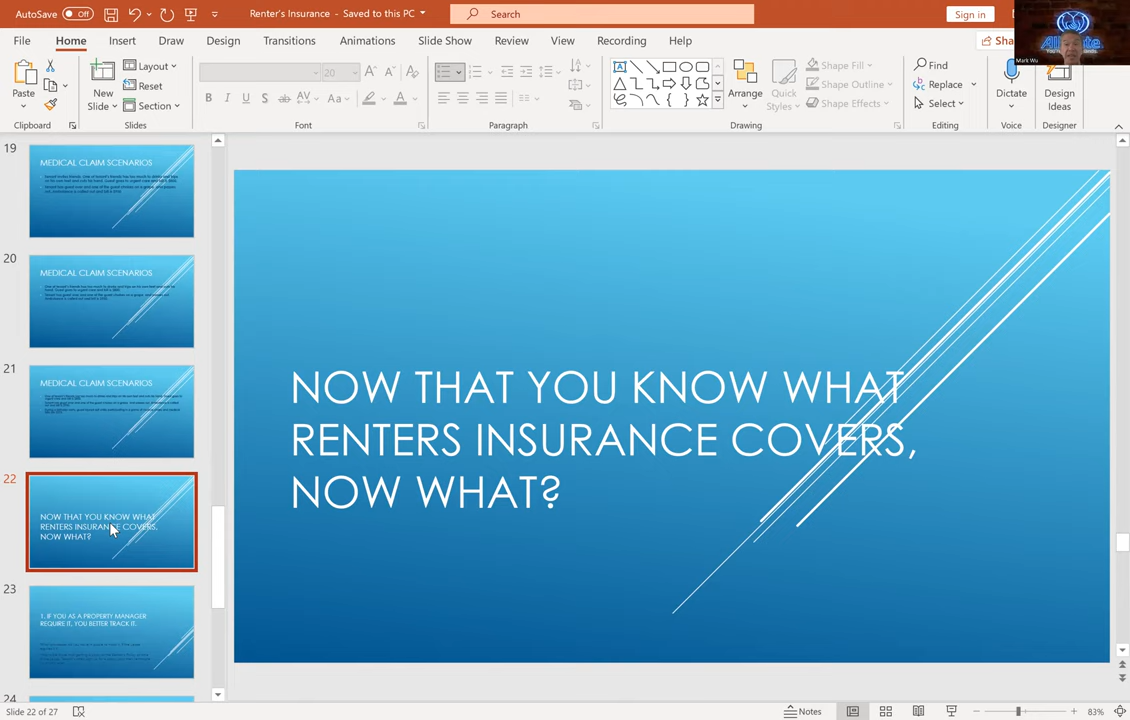 AutoSave Off
Renter's Insurance - Saved to this PC
Search
Sign in
File Home Insert Draw Design Transitions Animations Slide Show Review View Recording Help
Mark Wu
Paste
New
Slide
Layout
Reset
Section
20
Arrange
Quick
Styles
Shape Fill
Shape Outline
Shape Effects
Find
Replace
Select
Dictate
Design
Ideas
Clipboard
Slides
Font
Paragraph
Drawing
Editing
Voice
Designer
19
MEDICAL CLAIM SCENARIOS
20
MEDICAL CLAIM SCENARIOS
21
MEDICAL CLAIM SCENARIOS
22
NOW THAT YOU KNOW WHAT
RENTERS INSURANCE COVERS,
NOW WHAT?
23
1. IF YOU AS A PROPERTY MANAGER
REQUIRE IT, YOU BETTER TRACK IT.
24
NOW THAT YOU KNOW WHAT
RENTERS INSURANCE COVERS,
NOW WHAT?
Slide 22 of 27
Notes
83%